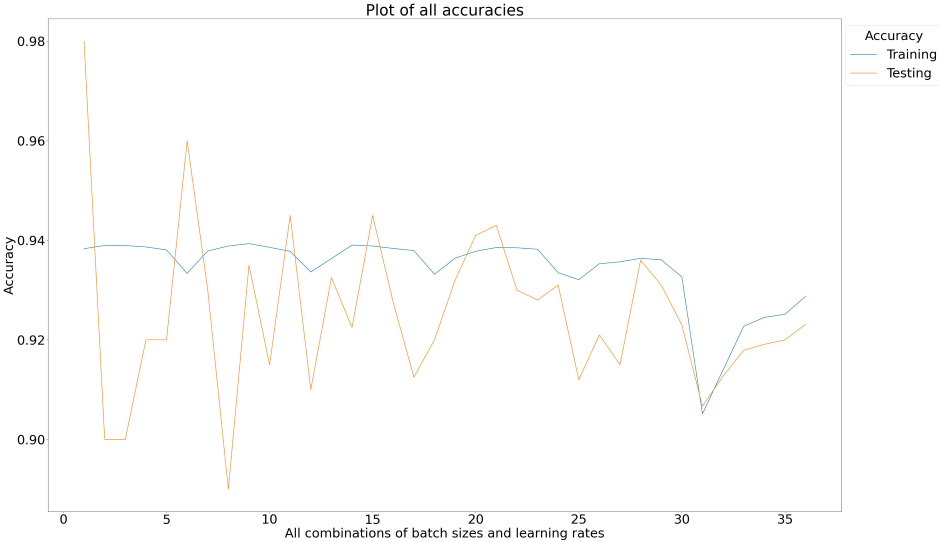 Plot of all accuracies
Accuracy
Training
Testing
0.98
0.96
0.94
0.92
0.90
Accuracy
0 5 10 15 20 25 30 35
All combinations of batch sizes and learning rates